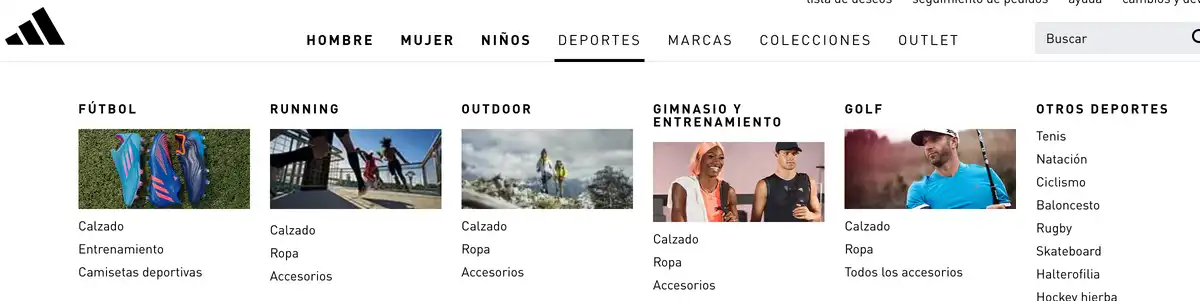 lista de deseos seguimiento de pedidos ayuda cambios y dev
HOMBRE MUJER NIÑOS DEPORTES MARCAS COLECCIONES OUTLET
Buscar
FÚTBOL
Calzado
Entrenamiento
Camisetas deportivas
RUNNING
Calzado
Ropa
Accesorios
OUTDOOR
Calzado
Ropa
Accesorios
GIMNASIO Y
ENTRENAMIENTO
Calzado
Ropa
Accesorios
GOLF
Calzado
Ropa
Todos los accesorios
OTROS DEPORTES
Tenis
Natación
Ciclismo
Baloncesto
Rugby
Skateboard
Halterofilia
Hockey hierba